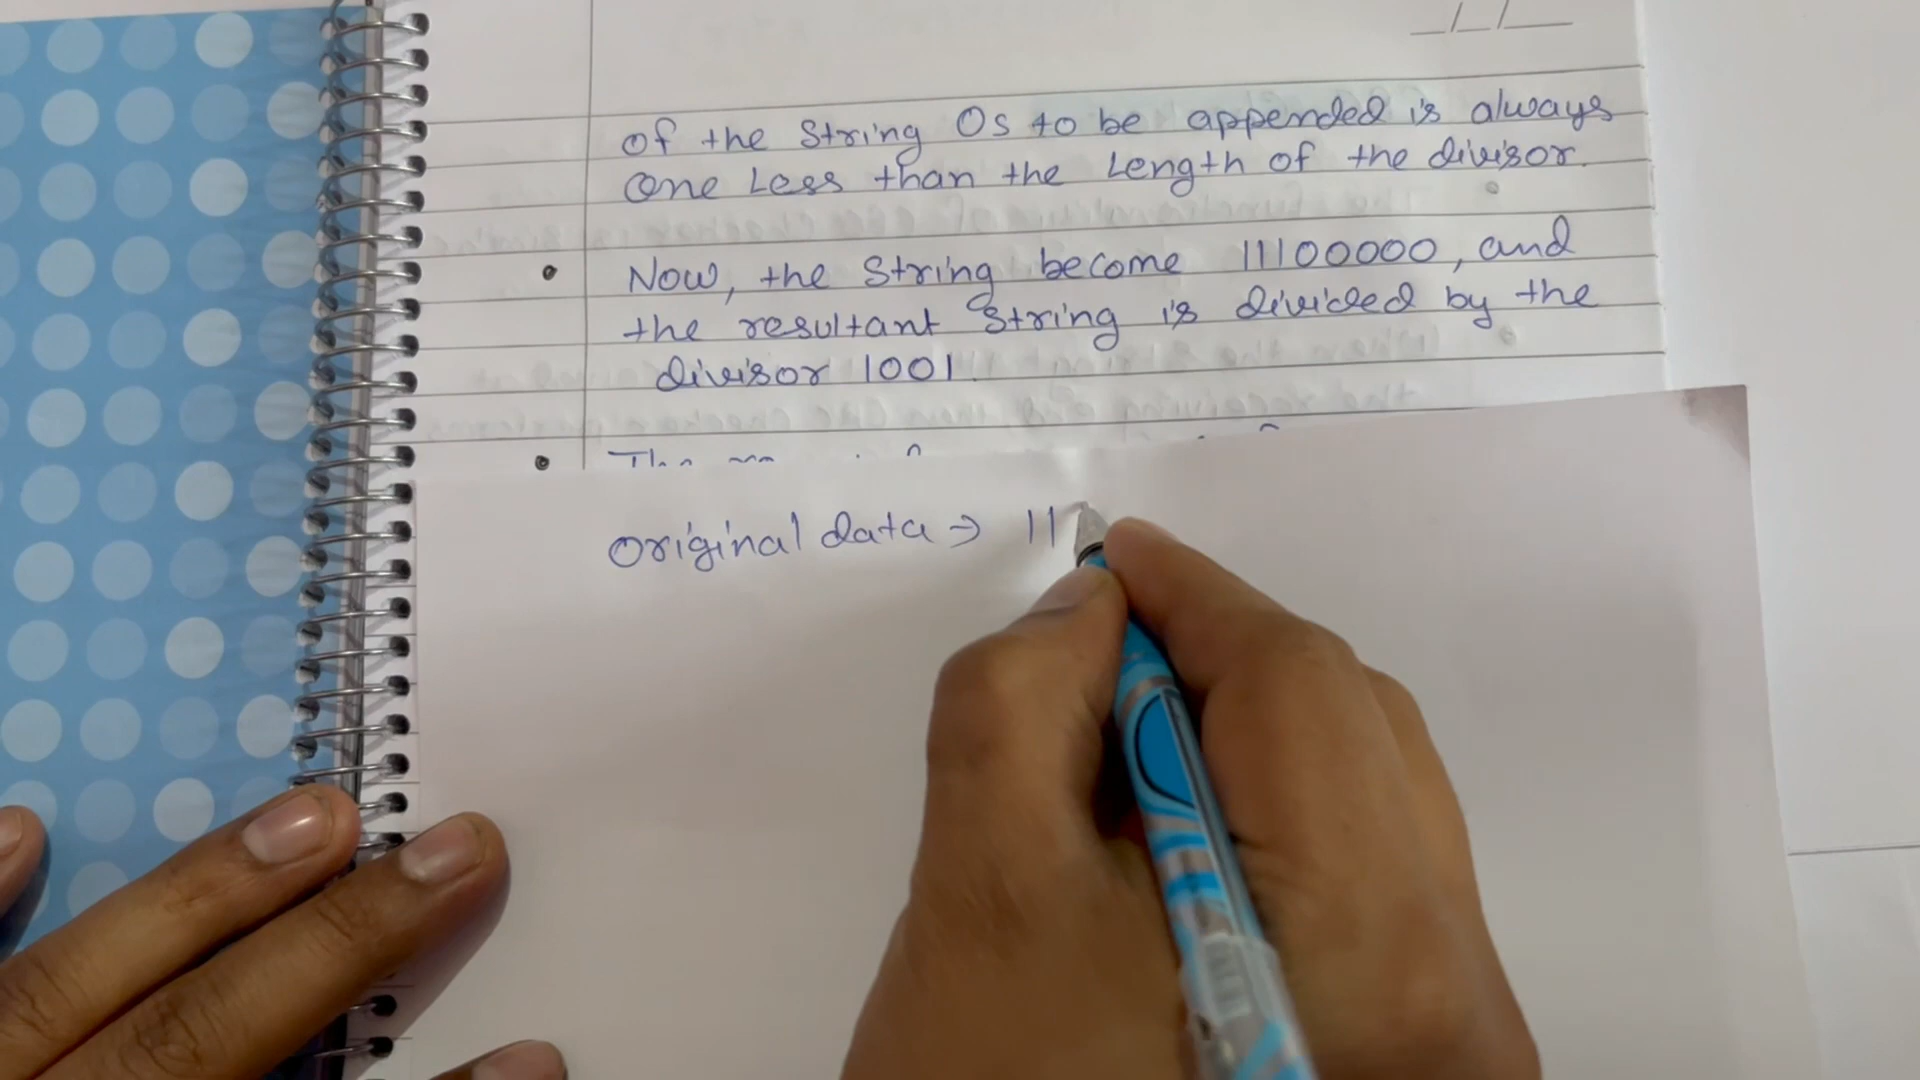 _/_/__
of the String 0s to be appended is always
one Less than the Length of the divisor.
• Now, the String become 11100000, and
the resultant String is divided by the
divisor 1001.
original data → 11